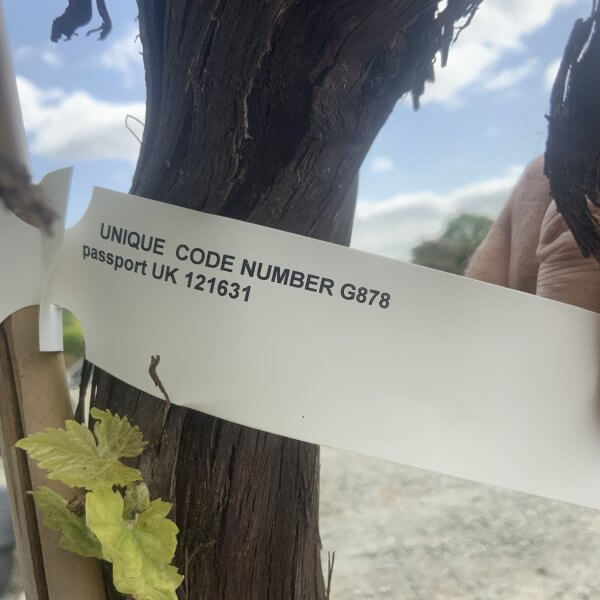 UNIQUE CODE NUMBER G878
passport UK 121631